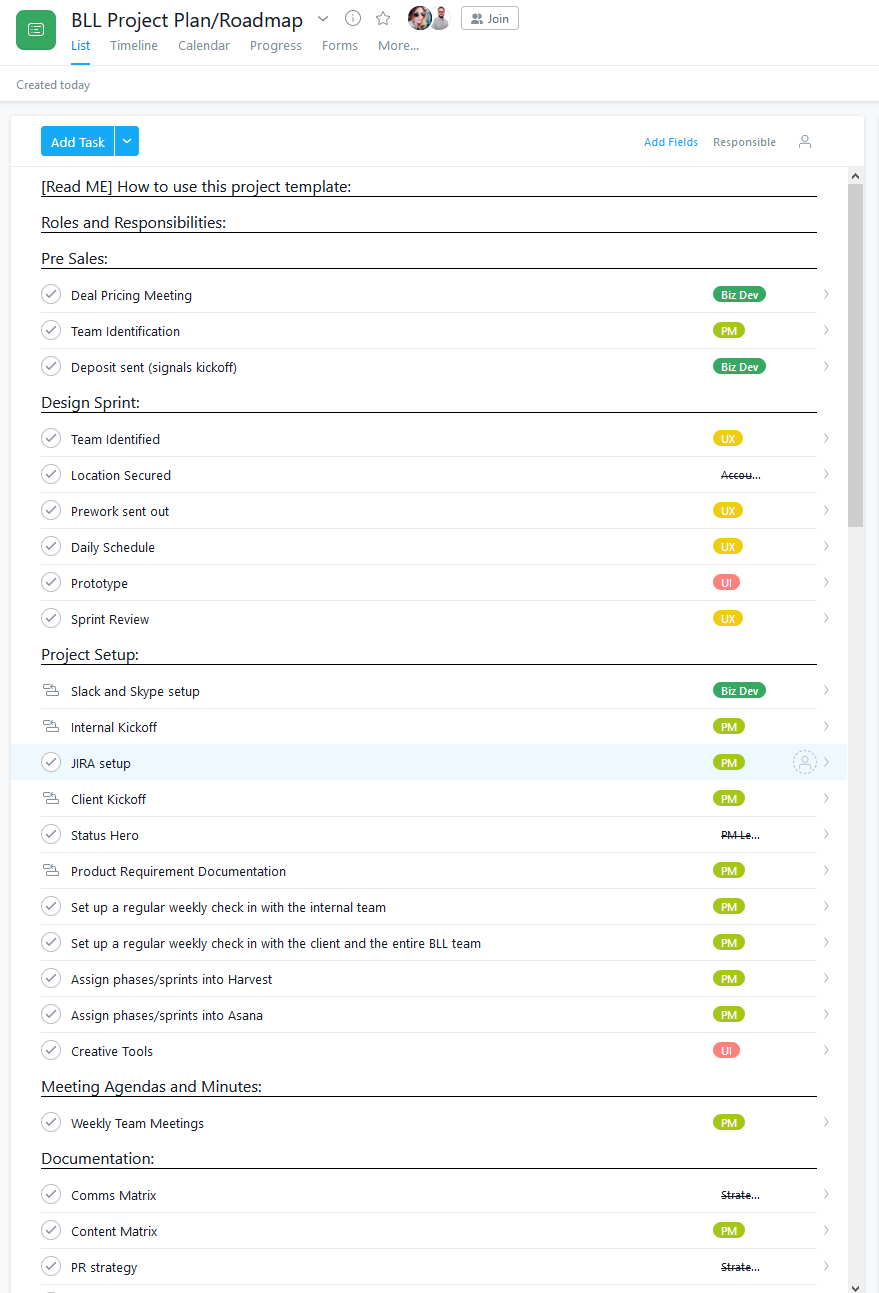 BLL Project Plan/Roadmap
Join
List Timeline Calendar Progress Forms More...
Created today
Add Task
Add Fields Responsible
[Read ME] How to use this project template:
Roles and Responsibilities:
Pre Sales:
Deal Pricing Meeting Biz Dev
Team Identification PM
Deposit sent (signals kickoff) Biz Dev
Design Sprint:
Team Identified UX
Location Secured Accou...
Prework sent out UX
Daily Schedule UX
Prototype UI
Sprint Review UX
Project Setup:
Slack and Skype setup Biz Dev
Internal Kickoff PM
JIRA setup PM
Client Kickoff PM
Status Hero PM Le...
Product Requirement Documentation PM
Set up a regular weekly check in with the internal team PM
Set up a regular weekly check in with the client and the entire BLL team PM
Assign phases/sprints into Harvest PM
Assign phases/sprints into Asana PM
Creative Tools UI
Meeting Agendas and Minutes:
Weekly Team Meetings PM
Documentation:
Comms Matrix Strate...
Content Matrix PM
PR strategy Strate...